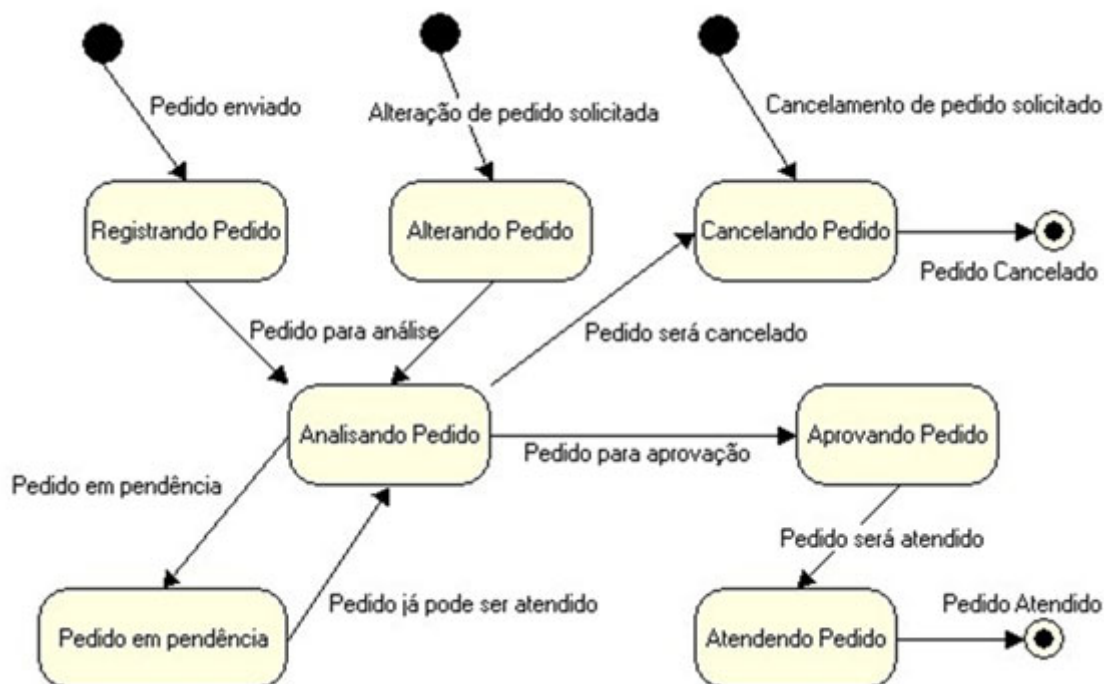 Pedido enviado
Alteração de pedido solicitada
Cancelamento de pedido solicitado
Registrando Pedido
Alterando Pedido
Cancelando Pedido
Pedido Cancelado
Pedido para análise
Pedido será cancelado
Analisando Pedido
Aprovando Pedido
Pedido para aprovação
Pedido em pendência
Pedido será atendido
Pedido já pode ser atendido
Pedido Atendido
Pedido em pendência
Atendendo Pedido